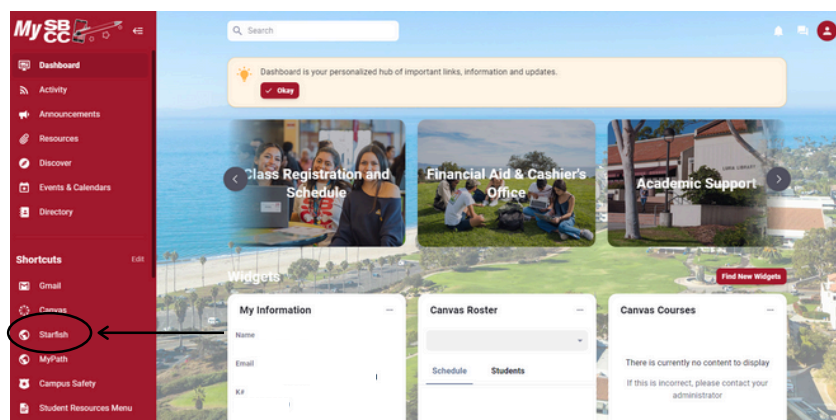 My SB
CC
Dashboard
Activity
Announcements
Resources
Discover
Events & Calendars
Directory
Shortcuts Edit
Gmail
Canvas
Starfish
MyPath
Campus Safety
Student Resources Menu
Search
Dashboard is your personalized hub of important links, information and updates.
Okay
Class Registration and
Schedule
Financial Aid & Cashier's
Office
Academic Support
Widgets
Find New Widgets
My Information
Name
Email
K#
Canvas Roster
Schedule Students
Canvas Courses
There is currently no content to display
If this is incorrect, please contact your
administrator